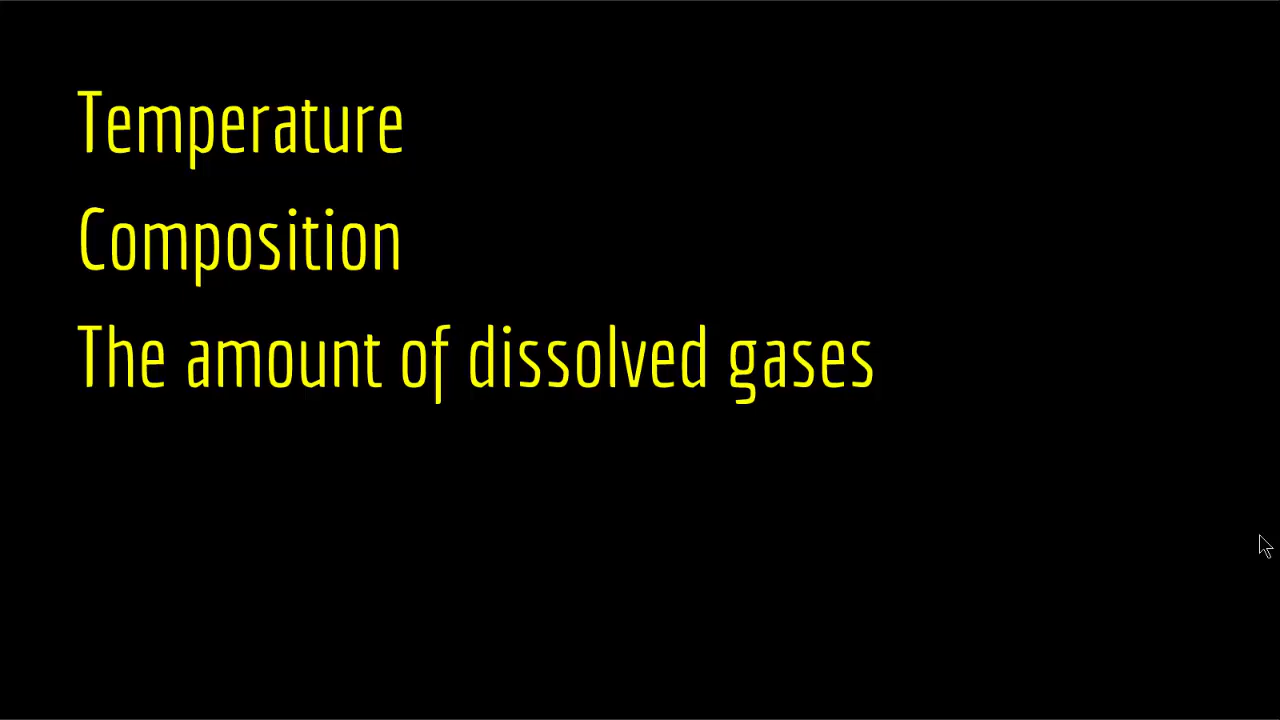 Temperature
Composition
The amount of dissolved gases